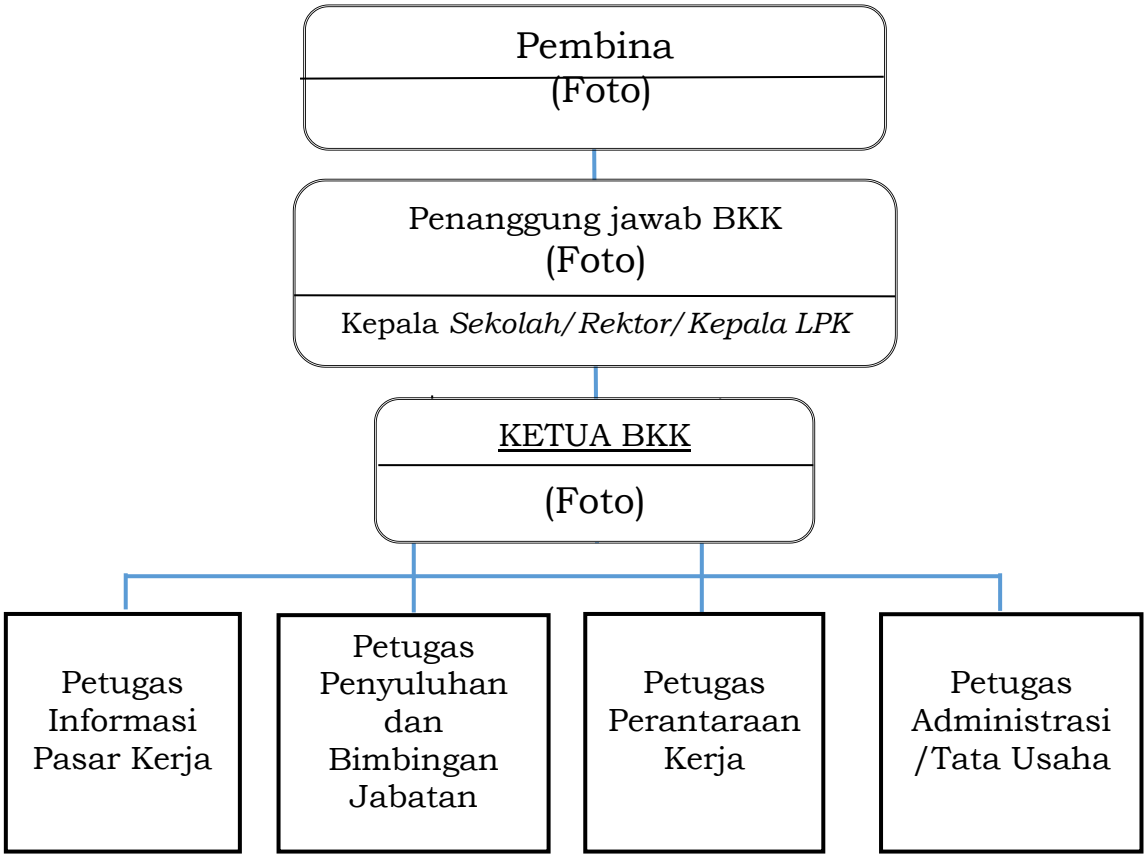 Pembina
(Foto)
Penanggung jawab BKK
(Foto)
Kepala Sekolah/Rektor/Kepala LPK
KETUA BKK
(Foto)
Petugas
Informasi
Pasar Kerja
Petugas
Penyuluhan
dan
Bimbingan
Jabatan
Petugas
Perantaraan
Kerja
Petugas
Administrasi
/Tata Usaha